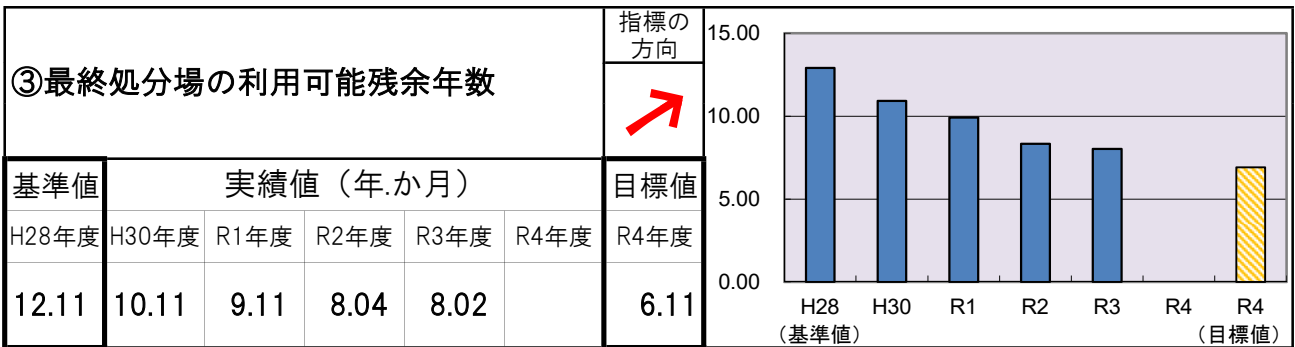 ③最終処分場の利用可能残余年数
指標の
方向
基準値 実績値（年.か月） 目標値
H28年度 H30年度 R1年度 R2年度 R3年度 R4年度 R4年度
12.11 10.11 9.11 8.04 8.02 6.11
15.00
10.00
5.00
0.00
H28 H30 R1 R2 R3 R4 R4
（基準値） （目標値）